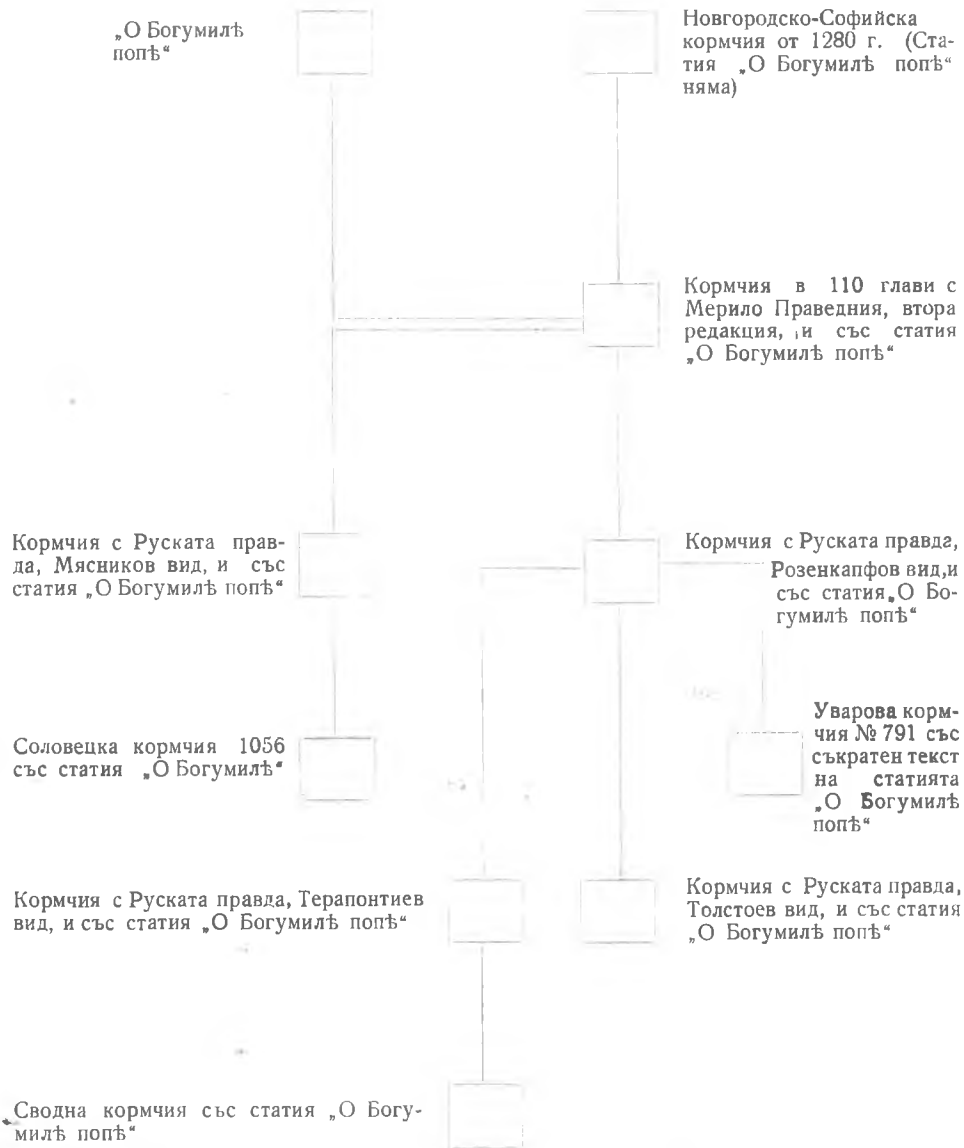 „О Богумилѣ
попѣ“
Новгородско-Софийска
кормчия от 1280 г. (Ста-
тия „О Богумилѣ попѣ“
няма)
Кормчия в 110 глави с
Мерило Праведния, втора
редакция, и със статия
„О Богумилѣ попѣ“
Кормчия с Руската прав-
да, Мясников вид, и със
статия „О Богумилѣ попѣ“
Кормчия с Руската правда,
Розенкапфов вид,и
със статия „О Бо-
гумилѣ попѣ“
Соловецка кормчия 1056
със статия „О Богумилѣ“
Уварова корм-
чия № 791 със
съкратен текст
на статията
„О Богумилѣ
попѣ“
Кормчия с Руската правда, Терапонтиев
вид, и със статия „О Богумилѣ попѣ“
Кормчия с Руската правда,
Толстоев вид, и със статия
„О Богумилѣ попѣ“
Сводна кормчия със статия „О Богу-
милѣ попѣ“